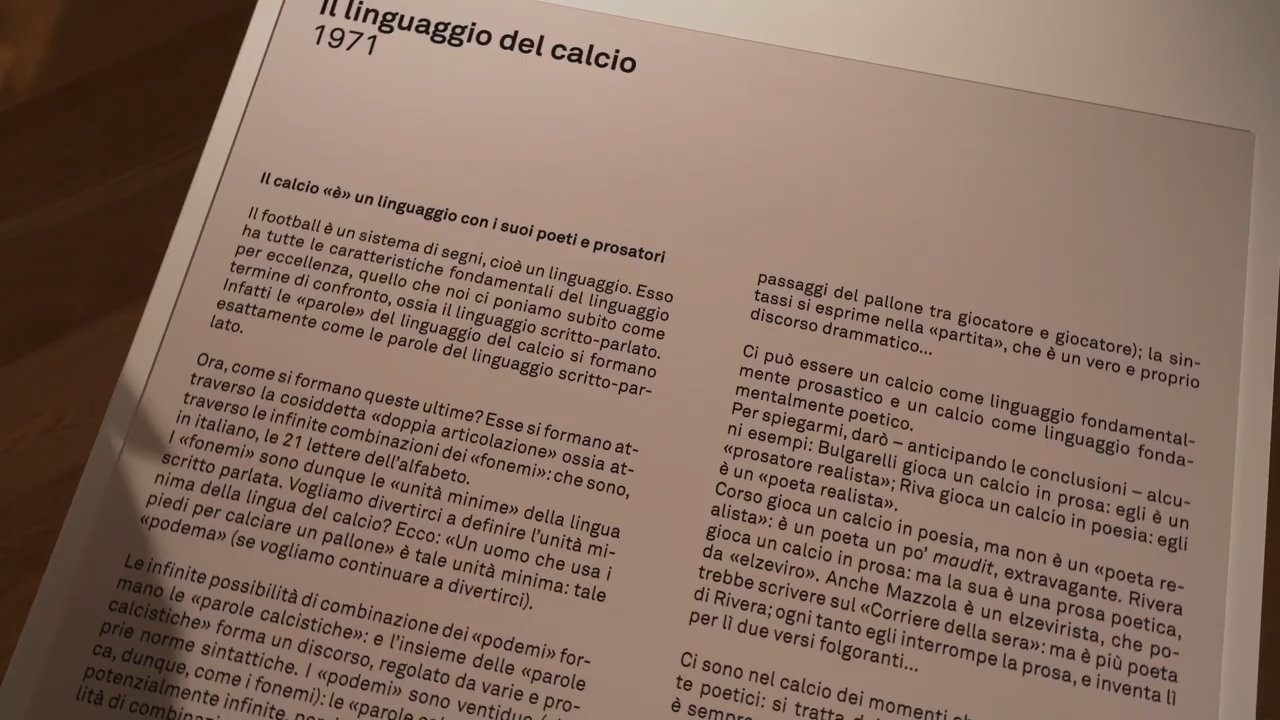 Il linguaggio del calcio
1971
Il calcio «è» un linguaggio con i suoi poeti e prosatori
Il football è un sistema di segni, cioè un linguaggio. Esso
ha tutte le caratteristiche fondamentali del linguaggio
per eccellenza, quello che noi ci poniamo subito come
termine di confronto, ossia il linguaggio scritto-parlato.
Infatti le «parole» del linguaggio del calcio si formano
esattamente come le parole del linguaggio scritto-par-
lato.
Ora, come si formano queste ultime? Esse si formano at-
traverso la cosiddetta «doppia articolazione» ossia at-
traverso le infinite combinazioni dei «fonemi»: che sono,
in italiano, le 21 lettere dell'alfabeto.
I «fonemi» sono dunque le «unità minime» della lingua
scritto parlata. Vogliamo divertirci a definire l'unità mi-
nima della lingua del calcio? Ecco: «Un uomo che usa i
piedi per calciare un pallone» è tale unità minima: tale
«podema» (se vogliamo continuare a divertirci).
Le infinite possibilità di combinazione dei «podemi» for-
mano le «parole calcistiche»: e l'insieme delle «parole
calcistiche» forma un discorso, regolato da varie e pro-
prie norme sintattiche. I «podemi» sono ventidue
ca, dunque, come i fonemi): le «parole
potenzialmente infinite,
lità di
passaggi del pallone tra giocatore e giocatore); la sin-
tassi si esprime nella «partita», che è un vero e proprio
discorso drammatico...
Ci può essere un calcio come linguaggio fondamental-
mente prosastico e un calcio come linguaggio fonda-
mentalmente poetico.
Per spiegarmi, darò – anticipando le conclusioni – alcu-
ni esempi: Bulgarelli gioca un calcio in prosa: egli è un
«prosatore realista»; Riva gioca un calcio in poesia: egli
è un «poeta realista».
Corso gioca un calcio in poesia, ma non è un «poeta re-
alista»: è un poeta un po' maudit, extravagante. Rivera
gioca un calcio in prosa: ma la sua è una prosa poetica,
da «elzeviro». Anche Mazzola è un elzevirista, che po-
trebbe scrivere sul «Corriere della sera»: ma è più poeta
di Rivera; ogni tanto egli interrompe la prosa, e inventa lì
per lì due versi folgoranti...
Ci sono nel calcio dei momenti
te poetici: si tratta
è sempre